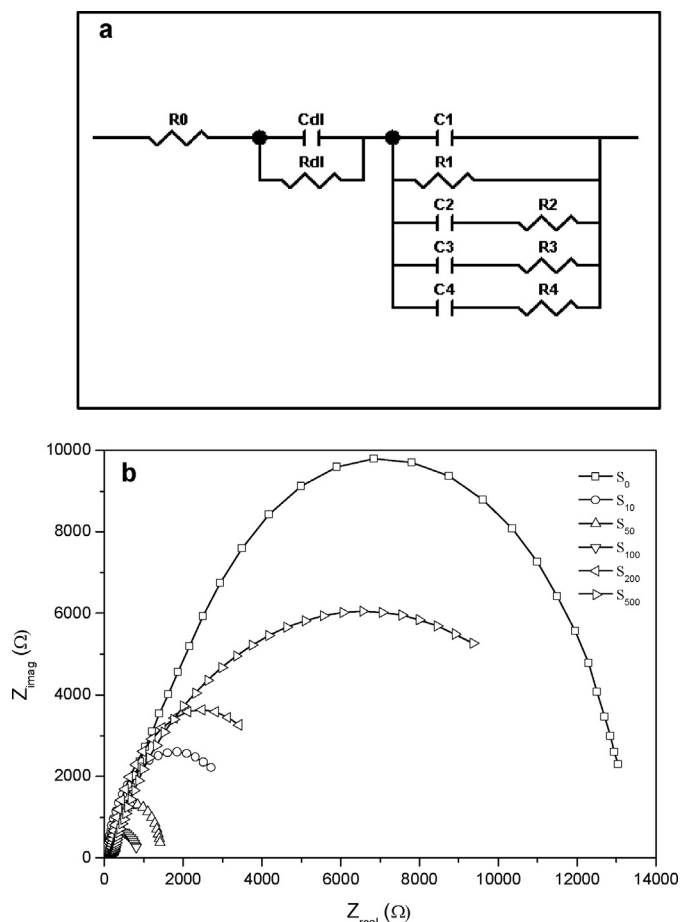 a
R0
Cdl
Rdl
C1
R1
C2 R2
C3 R3
C4 R4
b
10000
8000
6000
4000
2000
0
Z_imag (Ω)
S_0
S_10
S_50
S_100
S_200
S_500
0 2000 4000 6000 8000 10000 12000 14000
Z_real (Ω)